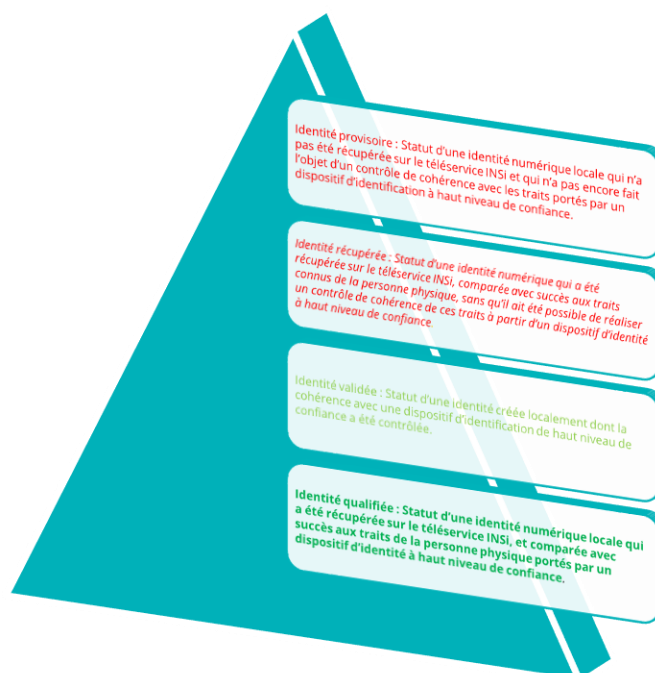 Identité provisoire : Statut d'une identité numérique locale qui n'a
pas été récupérée sur le téléservice INSi et qui n'a pas encore fait
l'objet d'un contrôle de cohérence avec les traits portés par un
dispositif d'identification à haut niveau de confiance.
Identité récupérée : Statut d'une identité numérique qui a été
récupérée sur le téléservice INSi, comparée avec succès aux traits
connus de la personne physique, sans qu'il ait été possible de réaliser
un contrôle de cohérence de ces traits à partir d'un dispositif d'identité
à haut niveau de confiance
Identité validée : Statut d'une identité créée localement dont la
cohérence avec une dispositif d'identification de haut niveau de
confiance a été contrôlée.
Identité qualifiée : Statut d'une identité numérique locale qui
a été récupérée sur le téléservice INSi, et comparée avec
succès aux traits de la personne physique portés par un
dispositif d'identité à haut niveau de confiance.